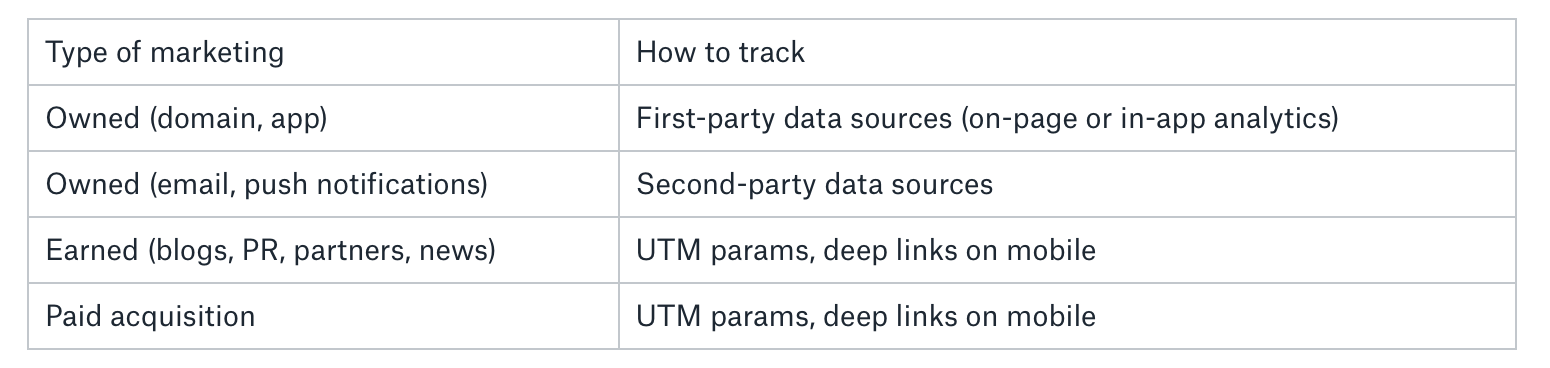 Type of marketing
How to track
Owned (domain, app)
First-party data sources (on-page or in-app analytics)
Owned (email, push notifications)
Second-party data sources
Earned (blogs, PR, partners, news)
UTM params, deep links on mobile
Paid acquisition
UTM params, deep links on mobile